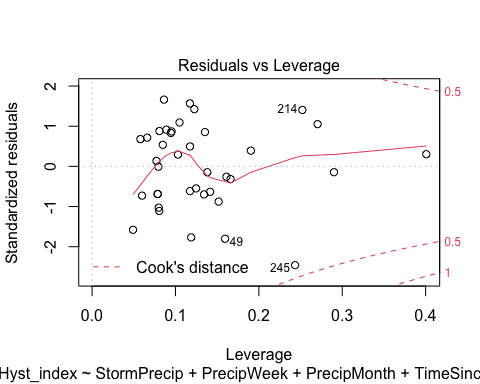 Residuals vs Leverage
Standardized residuals
2
1
0
-1
-2
0.5
0.5
1
214
49
245
Cook's distance
0.0 0.1 0.2 0.3 0.4
Leverage
Hyst_index ~ StormPrecip + PrecipWeek + PrecipMonth + TimeSinc